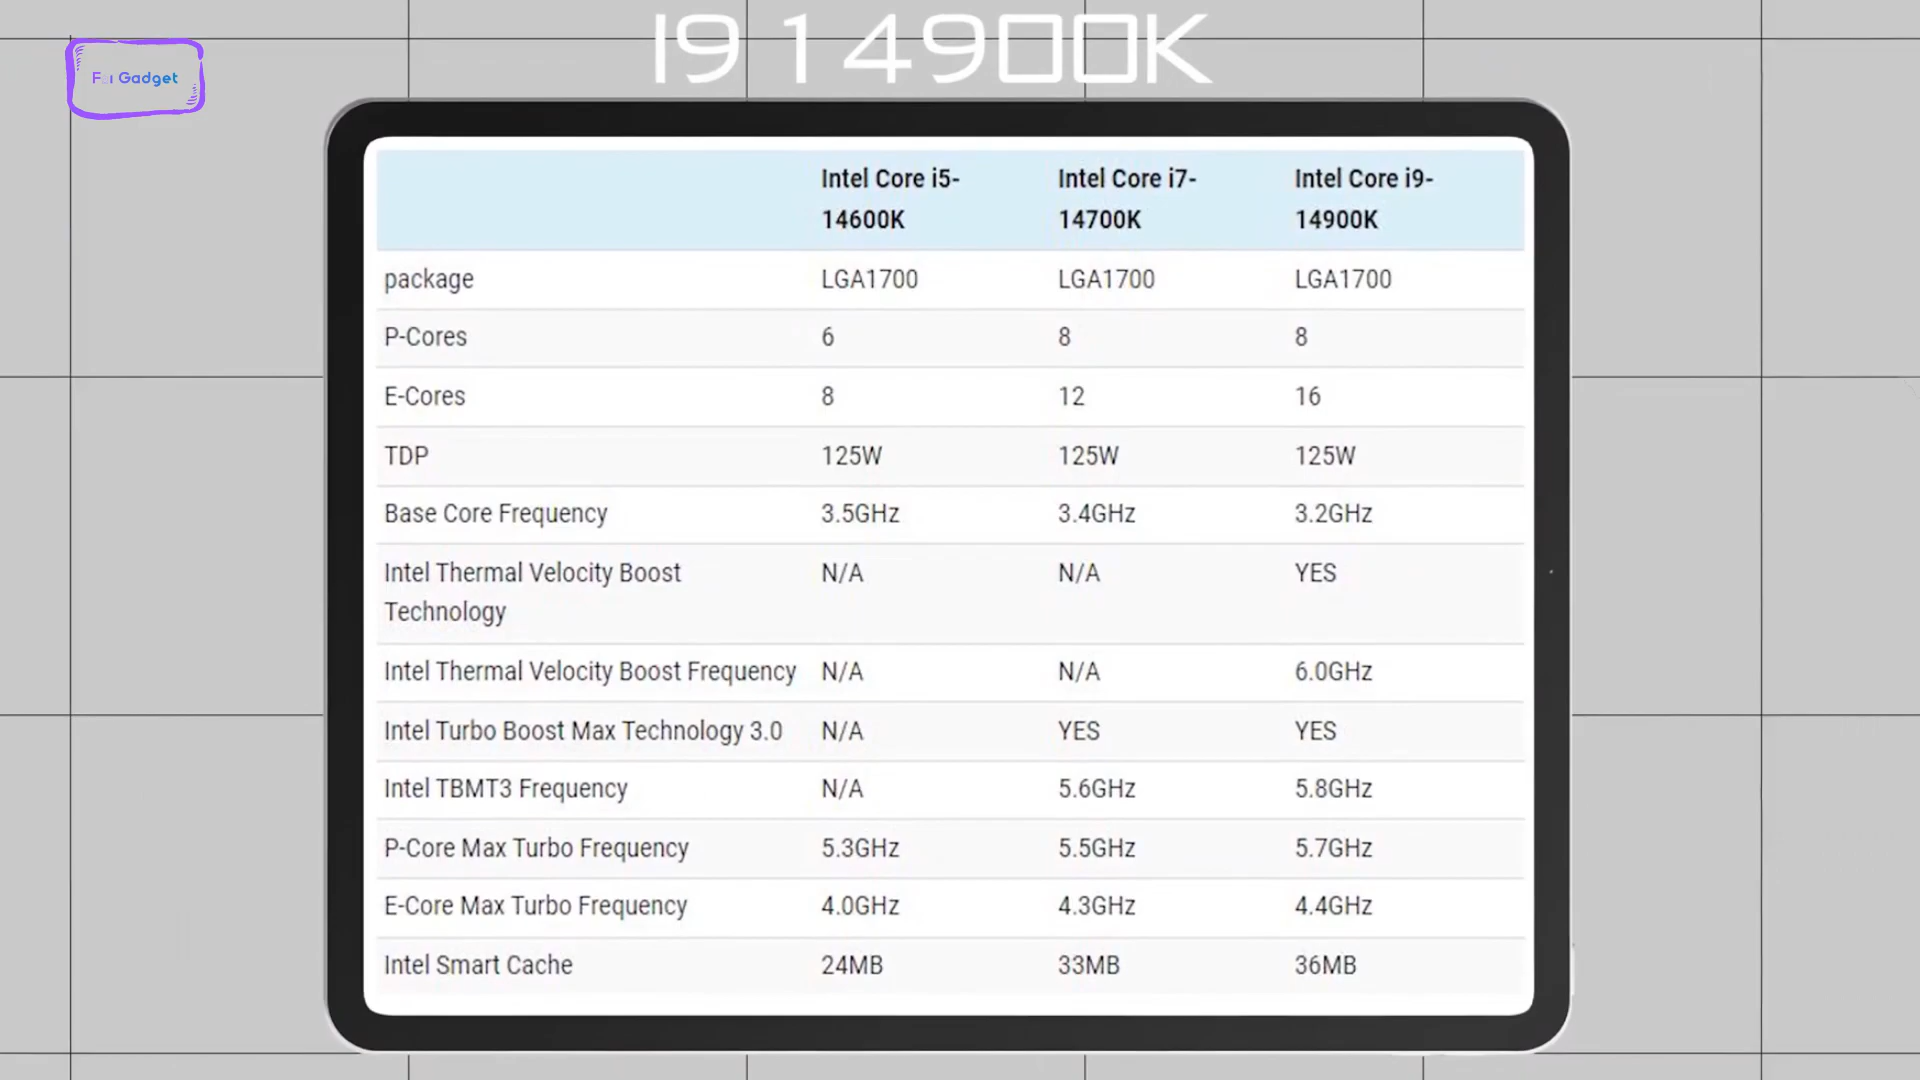 I9 14900K
Gadget
Intel Core i5- Intel Core i7- Intel Core i9-
14600K 14700K 14900K
package LGA1700 LGA1700 LGA1700
P-Cores 6 8 8
E-Cores 8 12 16
TDP 125W 125W 125W
Base Core Frequency 3.5GHz 3.4GHz 3.2GHz
Intel Thermal Velocity Boost N/A N/A YES
Technology
Intel Thermal Velocity Boost Frequency N/A N/A 6.0GHz
Intel Turbo Boost Max Technology 3.0 N/A YES YES
Intel TBMT3 Frequency N/A 5.6GHz 5.8GHz
P-Core Max Turbo Frequency 5.3GHz 5.5GHz 5.7GHz
E-Core Max Turbo Frequency 4.0GHz 4.3GHz 4.4GHz
Intel Smart Cache 24MB 33MB 36MB